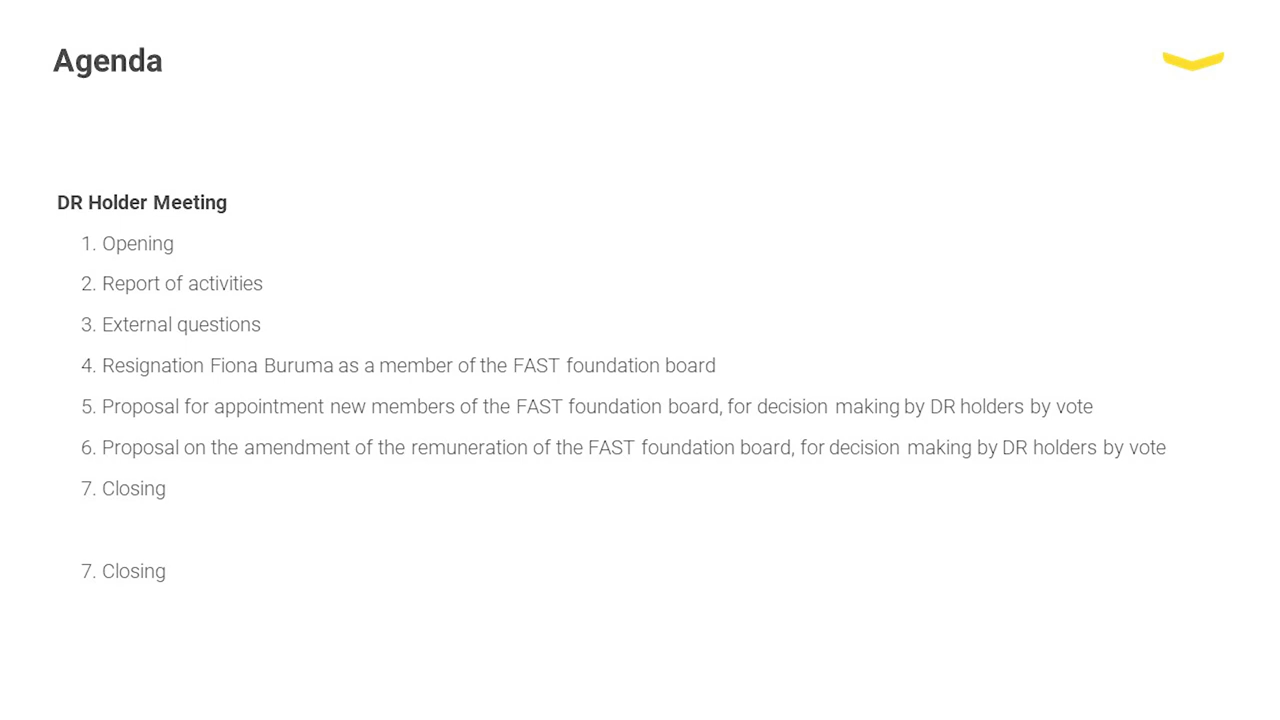 Agenda
DR Holder Meeting
1. Opening
2. Report of activities
3. External questions
4. Resignation Fiona Buruma as a member of the FAST foundation board
5. Proposal for appointment new members of the FAST foundation board, for decision making by DR holders by vote
6. Proposal on the amendment of the remuneration of the FAST foundation board, for decision making by DR holders by vote
7. Closing
7. Closing